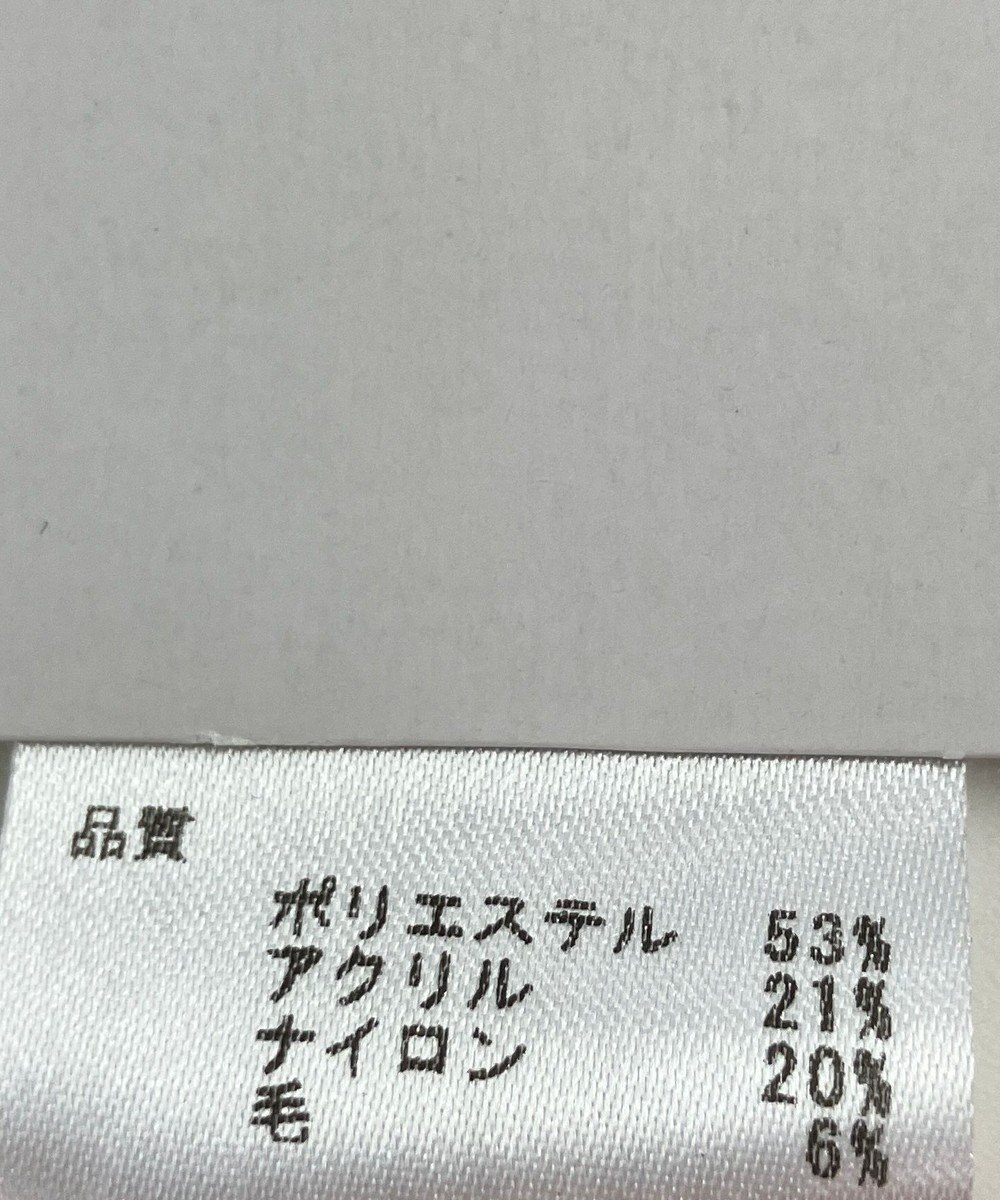 品質
ポリエステル 53%
アクリル 21%
ナイロン 20%
毛 6%